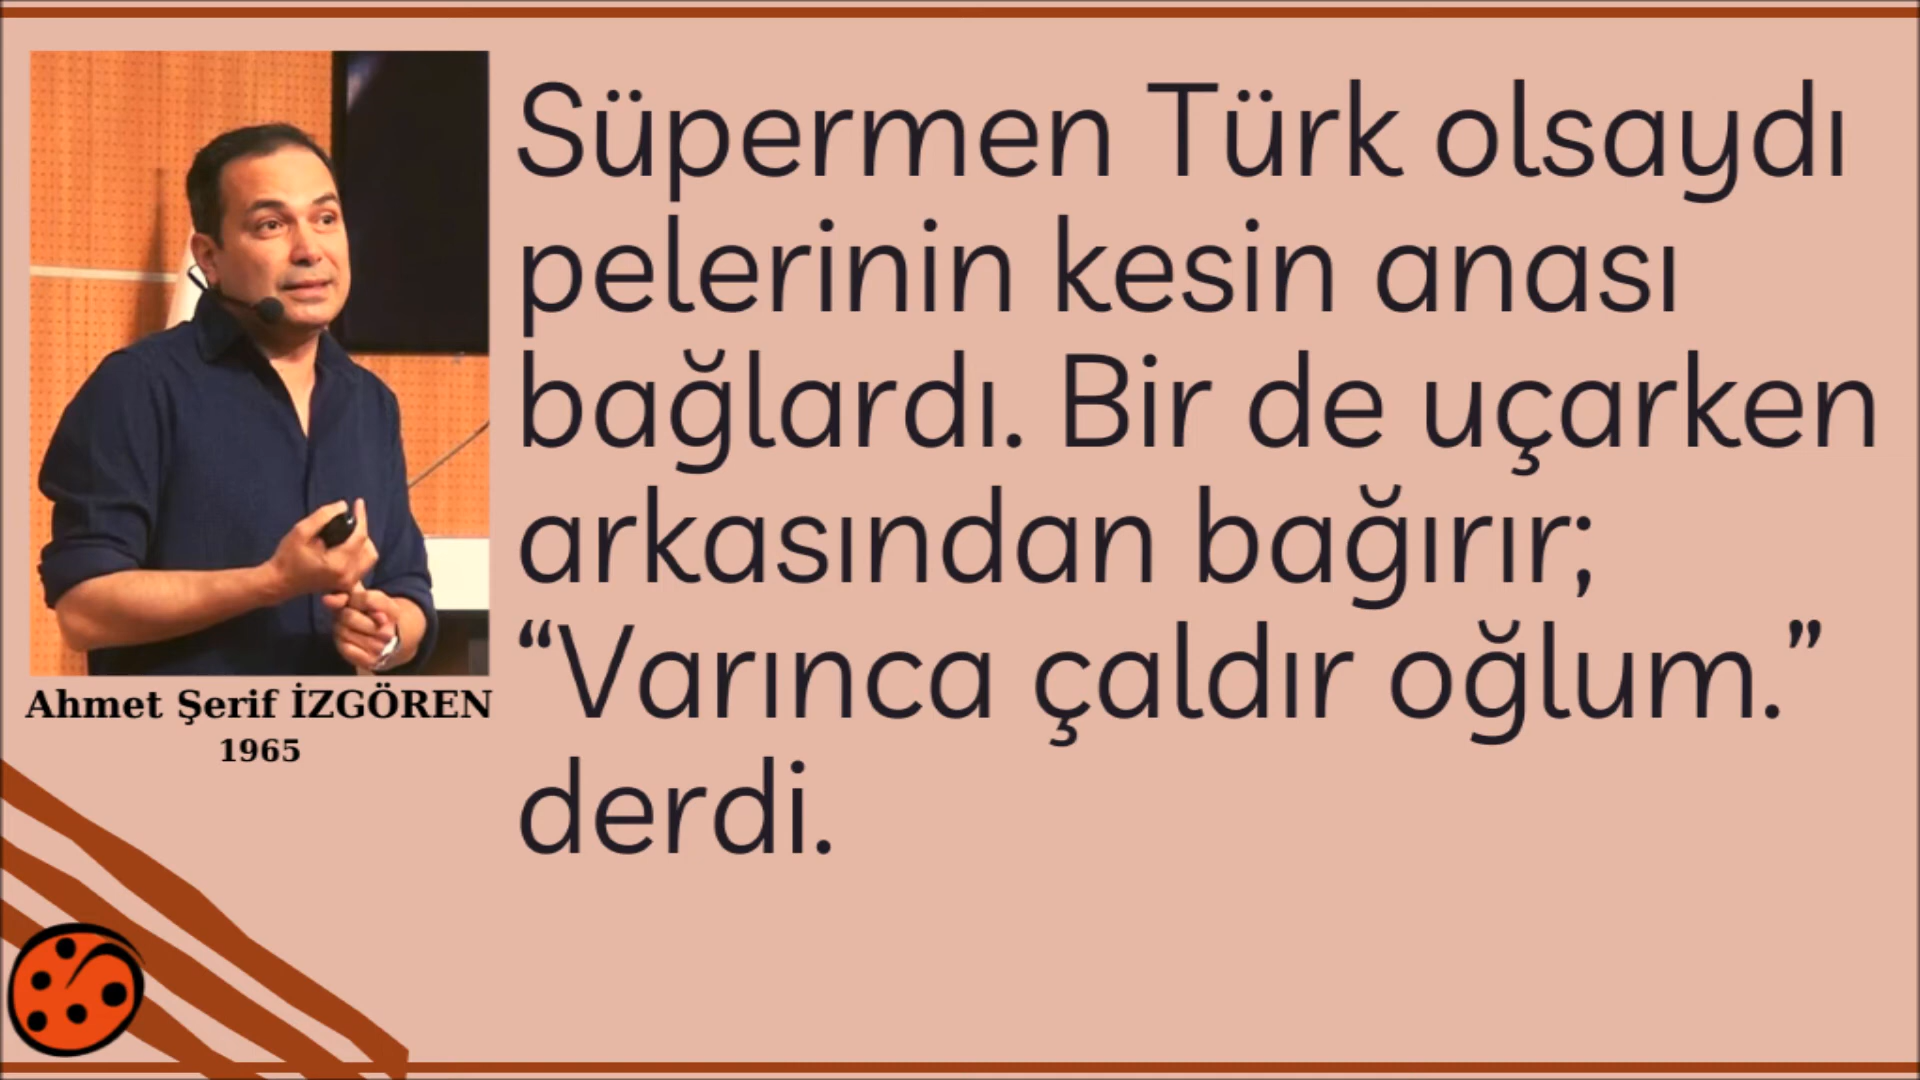 Süpermen Türk olsaydı
pelerinin kesin anası
bağlardı. Bir de uçarken
arkasından bağırır;
“Varınca çaldır oğlum.”
derdi.
Ahmet Şerif İZGÖREN
1965